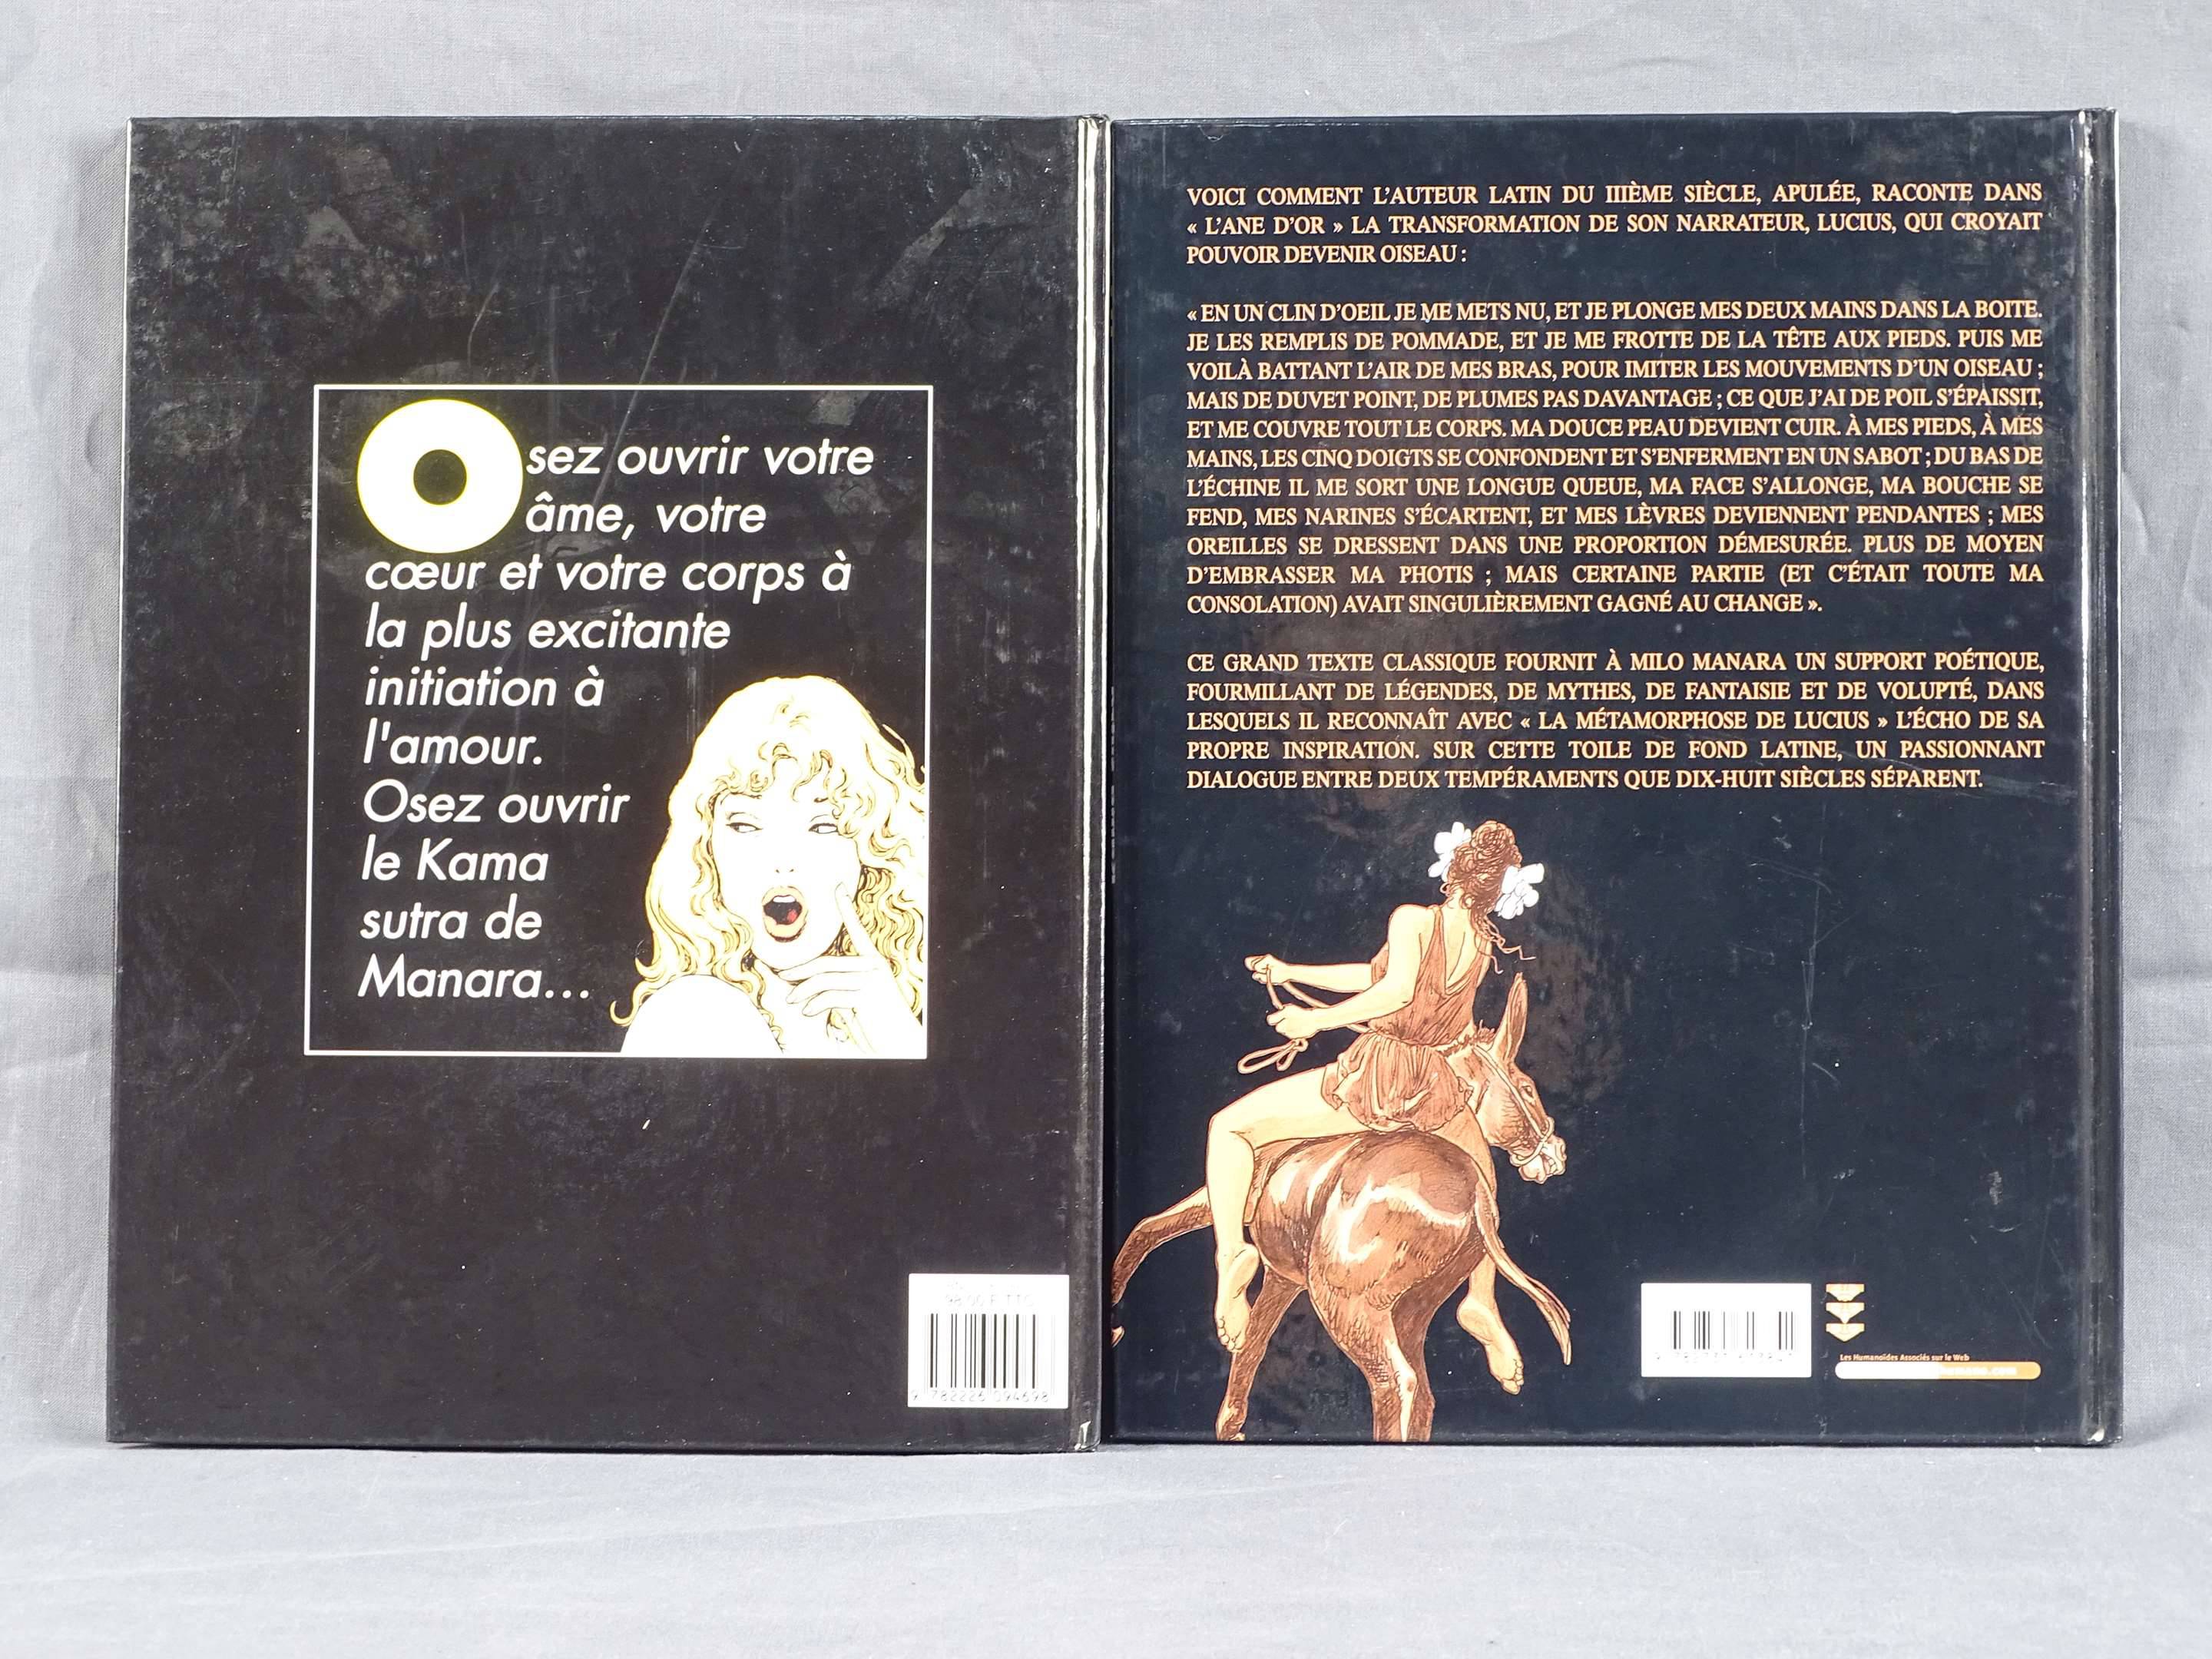 Osez ouvrir votre
âme, votre
cœur et votre corps à
la plus excitante
initiation à
l'amour.
Osez ouvrir
le Kama
sutra de
Manara...
98,00 F TTC
9 782226 094698
VOICI COMMENT L'AUTEUR LATIN DU IIIÈME SIÈCLE, APULÉE, RACONTE DANS
« L'ANE D'OR » LA TRANSFORMATION DE SON NARRATEUR, LUCIUS, QUI CROYAIT
POUVOIR DEVENIR OISEAU :
« EN UN CLIN D'OEIL JE ME METS NU, ET JE PLONGE MES DEUX MAINS DANS LA BOITE.
JE LES REMPLIS DE POMMADE, ET JE ME FROTTE DE LA TÊTE AUX PIEDS. PUIS ME
VOILÀ BATTANT L'AIR DE MES BRAS, POUR IMITER LES MOUVEMENTS D'UN OISEAU ;
MAIS DE DUVET POINT, DE PLUMES PAS DAVANTAGE ; CE QUE J'AI DE POIL S'ÉPAISSIT,
ET ME COUVRE TOUT LE CORPS. MA DOUCE PEAU DEVIENT CUIR. À MES PIEDS, À MES
MAINS, LES CINQ DOIGTS SE CONFONDENT ET S'ENFERMENT EN UN SABOT ; DU BAS DE
L'ÉCHINE IL ME SORT UNE LONGUE QUEUE, MA FACE S'ALLONGE, MA BOUCHE SE
FEND, MES NARINES S'ÉCARTENT, ET MES LÈVRES DEVIENNENT PENDANTES ; MES
OREILLES SE DRESSENT DANS UNE PROPORTION DÉMESURÉE. PLUS DE MOYEN
D'EMBRASSER MA PHOTIS ; MAIS CERTAINE PARTIE (ET C'ÉTAIT TOUTE MA
CONSOLATION) AVAIT SINGULIÈREMENT GAGNÉ AU CHANGE ».
CE GRAND TEXTE CLASSIQUE FOURNIT À MILO MANARA UN SUPPORT POÉTIQUE,
FOURMILLANT DE LÉGENDES, DE MYTHES, DE FANTAISIE ET DE VOLUPTÉ, DANS
LESQUELS IL RECONNAÎT AVEC « LA MÉTAMORPHOSE DE LUCIUS » L'ÉCHO DE SA
PROPRE INSPIRATION. SUR CETTE TOILE DE FOND LATINE, UN PASSIONNANT
DIALOGUE ENTRE DEUX TEMPÉRAMENTS QUE DIX-HUIT SIÈCLES SÉPARENT.
Les Humanoïdes Associés sur le Web